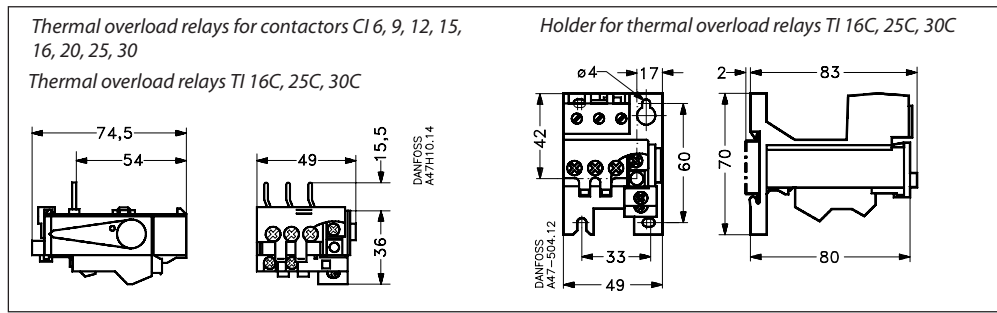 Thermal overload relays for contactors CI 6, 9, 12, 15,
16, 20, 25, 30
Thermal overload relays TI 16C, 25C, 30C
74,5
54
49
15,5
36
DANFOSS
A47H10.14
Holder for thermal overload relays TI 16C, 25C, 30C
ø4
17
42
60
33
49
DANFOSS
A47-504.12
2
83
70
80